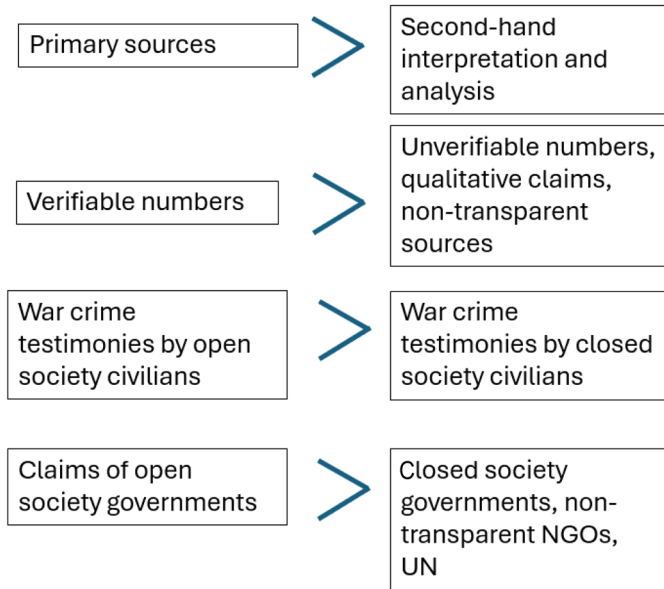 Primary sources
Second-hand
interpretation and
analysis
Verifiable numbers
Unverifiable numbers,
qualitative claims,
non-transparent
sources
War crime
testimonies by open
society civilians
War crime
testimonies by closed
society civilians
Claims of open
society governments
Closed society
governments, non-
transparent NGOs,
UN